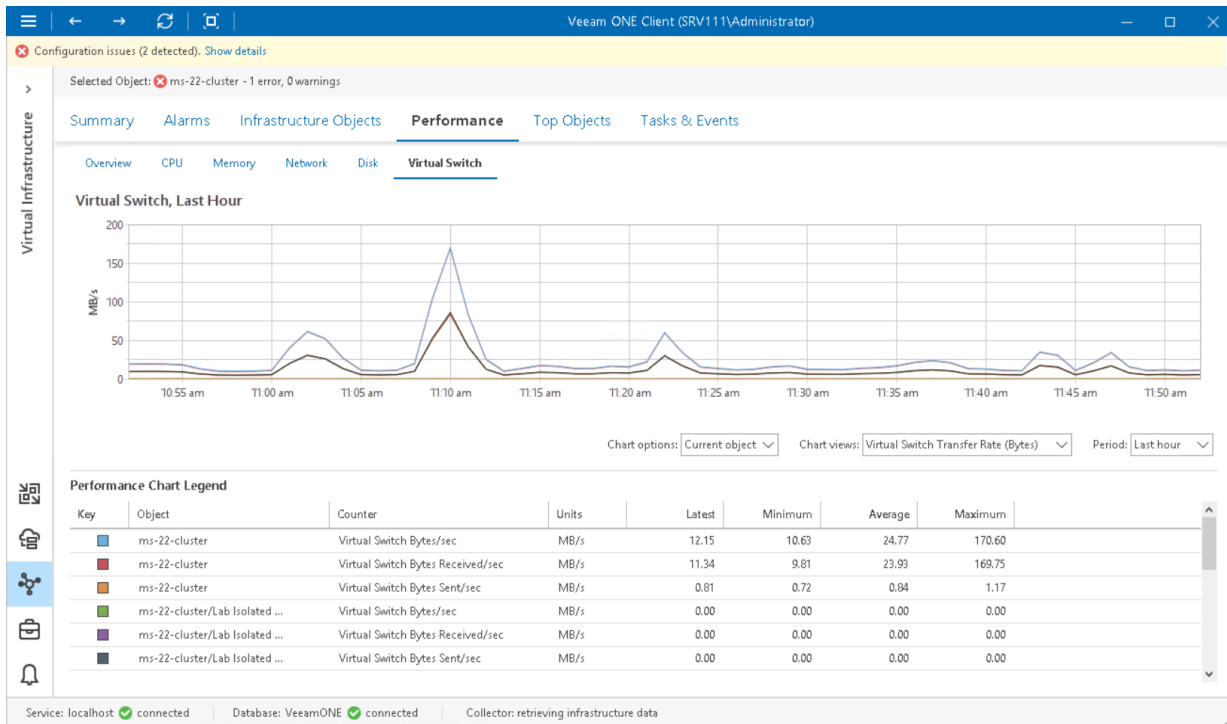 Veeam ONE Client (SRV111\Administrator)
Configuration issues (2 detected). Show details
Selected Object: ms-22-cluster - 1 error, 0 warnings
Virtual Infrastructure
Summary Alarms Infrastructure Objects Performance Top Objects Tasks & Events
Overview CPU Memory Network Disk Virtual Switch
Virtual Switch, Last Hour
MB/s
200
150
100
50
0
10:55 am 11:00 am 11:05 am 11:10 am 11:15 am 11:20 am 11:25 am 11:30 am 11:35 am 11:40 am 11:45 am 11:50 am
Chart options: Current object Chart views: Virtual Switch Transfer Rate (Bytes) Period: Last hour
Performance Chart Legend
Key Object Counter Units Latest Minimum Average Maximum
ms-22-cluster Virtual Switch Bytes/sec MB/s 12.15 10.63 24.77 170.60
ms-22-cluster Virtual Switch Bytes Received/sec MB/s 11.34 9.81 23.93 169.75
ms-22-cluster Virtual Switch Bytes Sent/sec MB/s 0.81 0.72 0.84 1.17
ms-22-cluster/Lab Isolated ... Virtual Switch Bytes/sec MB/s 0.00 0.00 0.00 0.00
ms-22-cluster/Lab Isolated ... Virtual Switch Bytes Received/sec MB/s 0.00 0.00 0.00 0.00
ms-22-cluster/Lab Isolated ... Virtual Switch Bytes Sent/sec MB/s 0.00 0.00 0.00 0.00
Service: localhost connected Database: VeeamONE connected Collector: retrieving infrastructure data